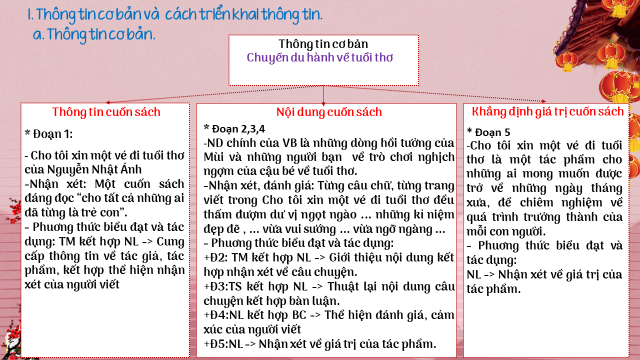 I. Thông tin cơ bản và cách triển khai thông tin.
a. Thông tin cơ bản.
Thông tin cơ bản
Chuyến du hành về tuổi thơ
Thông tin cuốn sách
* Đoạn 1:
- Cho tôi xin một vé đi tuổi thơ
của Nguyễn Nhật Ánh
-Nhận xét: Một cuốn sách
đáng đọc “cho tất cả những ai
đã từng là trẻ con”.
- Phương thức biểu đạt và tác
dụng: TM kết hợp NL -> Cung
cấp thông tin về tác giả, tác
phẩm, kết hợp thể hiện nhận
xét của người viết
Nội dung cuốn sách
* Đoạn 2,3,4
-ND chính của VB là những dòng hồi tưởng của
Mùi và những người bạn về trò chơi nghịch
ngợm của cậu bé về tuổi thơ.
-Nhận xét, đánh giá: Từng câu chữ, từng trang
viết trong Cho tôi xin một vé đi tuổi thơ đều
thấm đượm dư vị ngọt ngào ... những kỉ niệm
đẹp đẽ , ... vừa vui sướng ... vừa ngỡ ngàng ...
- Phương thức biểu đạt và tác dụng:
+Đ2: TM kết hợp NL -> Giới thiệu nội dung kết
hợp nhận xét về câu chuyện.
+Đ3:TS kết hợp NL -> Thuật lại nội dung câu
chuyện kết hợp bàn luận.
+Đ4:NL kết hợp BC -> Thể hiện đánh giá, cảm
xúc của người viết
+Đ5:NL -> Nhận xét về giá trị của tác phẩm.
Khẳng định giá trị cuốn sách
* Đoạn 5
-Cho tôi xin một vé đi tuổi
thơ là một tác phẩm cho
những ai mong muốn được
trở về những ngày tháng
xưa, để chiêm nghiệm về
quá trình trưởng thành của
mỗi con người.
- Phương thức biểu đạt và
tác dụng:
NL -> Nhận xét về giá trị của
tác phẩm.